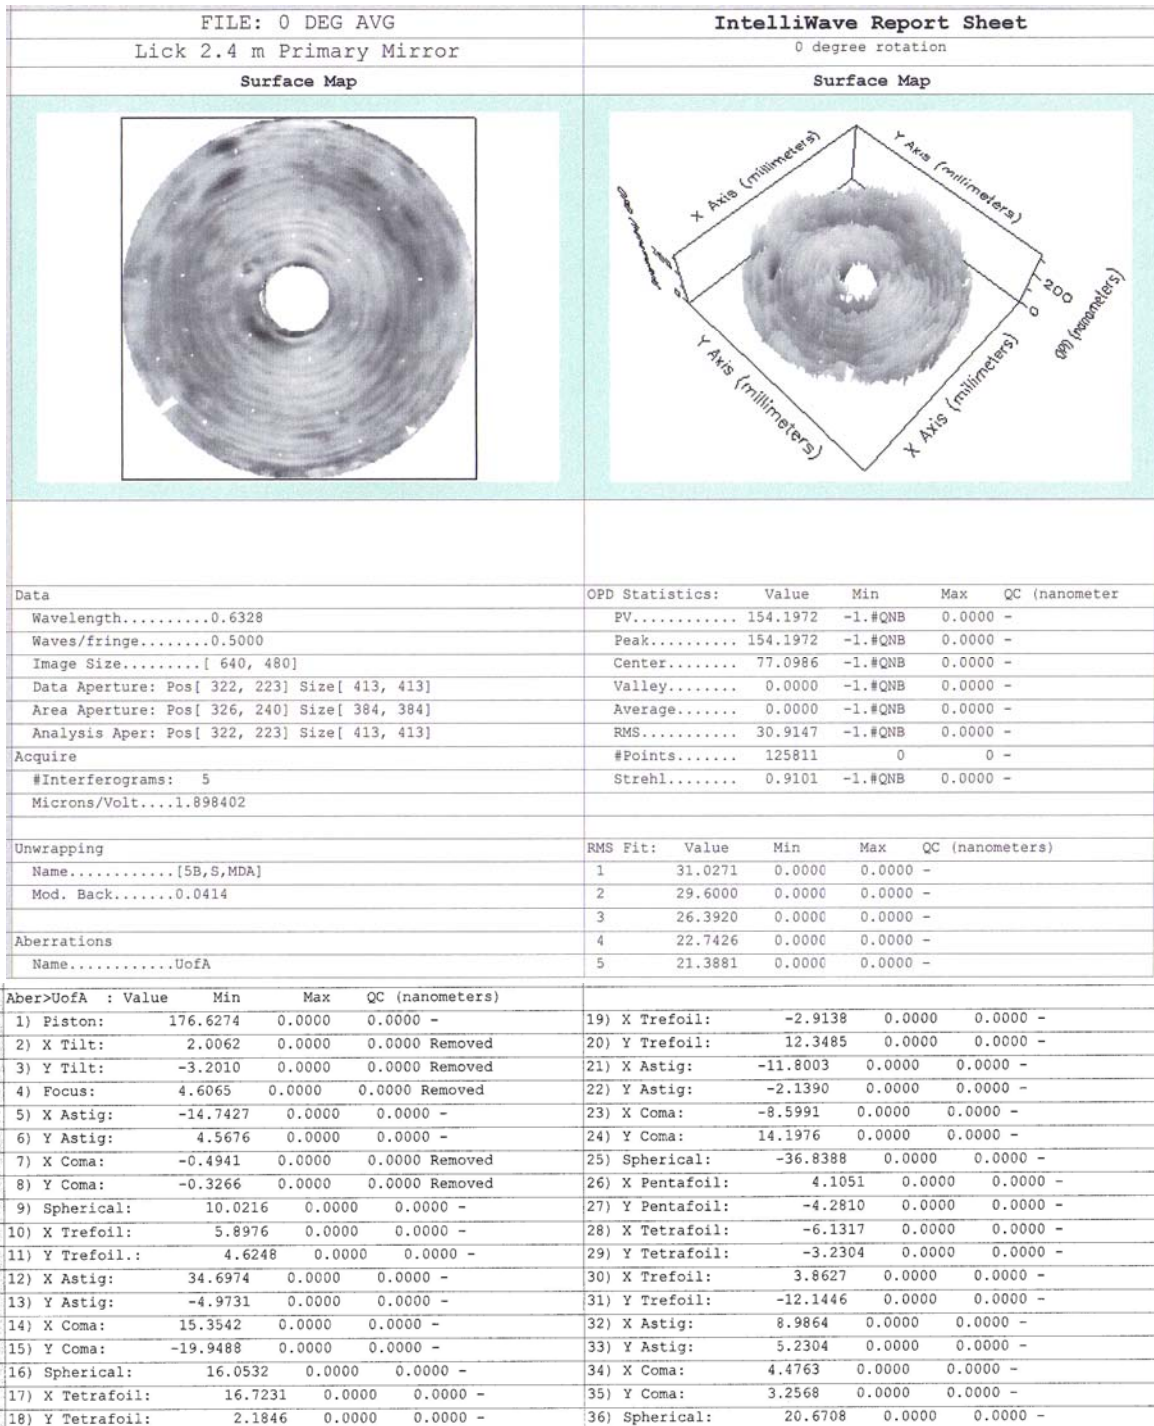 FILE: 0 DEG AVG
Lick 2.4 m Primary Mirror
Surface Map
IntelliWave Report Sheet
0 degree rotation
Surface Map
X Axis (millimeters)
Y Axis (millimeters)
200
0
OPD (nanometers)
Y Axis (millimeters)
X Axis (millimeters)
Data
Wavelength..........0.6328
Waves/fringe........0.5000
Image Size.........[ 640, 480]
Data Aperture: Pos[ 322, 223] Size[ 413, 413]
Area Aperture: Pos[ 326, 240] Size[ 384, 384]
Analysis Aper: Pos[ 322, 223] Size[ 413, 413]
Acquire
#Interferograms: 5
Microns/Volt....1.898402
Unwrapping
Name............[5B,S,MDA]
Mod. Back.......0.0414
Aberrations
Name............UofA
OPD Statistics: Value Min Max QC (nanometer
PV............ 154.1972 -1.#QNB 0.0000 -
Peak.......... 154.1972 -1.#QNB 0.0000 -
Center........ 77.0986 -1.#QNB 0.0000 -
Valley........ 0.0000 -1.#QNB 0.0000 -
Average....... 0.0000 -1.#QNB 0.0000 -
RMS........... 30.9147 -1.#QNB 0.0000 -
#Points....... 125811 0 0 -
Strehl........ 0.9101 -1.#QNB 0.0000 -
RMS Fit: Value Min Max QC (nanometers)
1 31.0271 0.0000 0.0000 -
2 29.6000 0.0000 0.0000 -
3 26.3920 0.0000 0.0000 -
4 22.7426 0.0000 0.0000 -
5 21.3881 0.0000 0.0000 -
Aber>UofA : Value Min Max QC (nanometers)
1) Piston: 176.6274 0.0000 0.0000 -
2) X Tilt: 2.0062 0.0000 0.0000 Removed
3) Y Tilt: -3.2010 0.0000 0.0000 Removed
4) Focus: 4.6065 0.0000 0.0000 Removed
5) X Astig: -14.7427 0.0000 0.0000 -
6) Y Astig: 4.5676 0.0000 0.0000 -
7) X Coma: -0.4941 0.0000 0.0000 Removed
8) Y Coma: -0.3266 0.0000 0.0000 Removed
9) Spherical: 10.0216 0.0000 0.0000 -
10) X Trefoil: 5.8976 0.0000 0.0000 -
11) Y Trefoil.: 4.6248 0.0000 0.0000 -
12) X Astig: 34.6974 0.0000 0.0000 -
13) Y Astig: -4.9731 0.0000 0.0000 -
14) X Coma: 15.3542 0.0000 0.0000 -
15) Y Coma: -19.9488 0.0000 0.0000 -
16) Spherical: 16.0532 0.0000 0.0000 -
17) X Tetrafoil: 16.7231 0.0000 0.0000 -
18) Y Tetrafoil: 2.1846 0.0000 0.0000 -
19) X Trefoil: -2.9138 0.0000 0.0000 -
20) Y Trefoil: 12.3485 0.0000 0.0000 -
21) X Astig: -11.8003 0.0000 0.0000 -
22) Y Astig: -2.1390 0.0000 0.0000 -
23) X Coma: -8.5991 0.0000 0.0000 -
24) Y Coma: 14.1976 0.0000 0.0000 -
25) Spherical: -36.8388 0.0000 0.0000 -
26) X Pentafoil: 4.1051 0.0000 0.0000 -
27) Y Pentafoil: -4.2810 0.0000 0.0000 -
28) X Tetrafoil: -6.1317 0.0000 0.0000 -
29) Y Tetrafoil: -3.2304 0.0000 0.0000 -
30) X Trefoil: 3.8627 0.0000 0.0000 -
31) Y Trefoil: -12.1446 0.0000 0.0000 -
32) X Astig: 8.9864 0.0000 0.0000 -
33) Y Astig: 5.2304 0.0000 0.0000 -
34) X Coma: 4.4763 0.0000 0.0000 -
35) Y Coma: 3.2568 0.0000 0.0000 -
36) Spherical: 20.6708 0.0000 0.0000 -